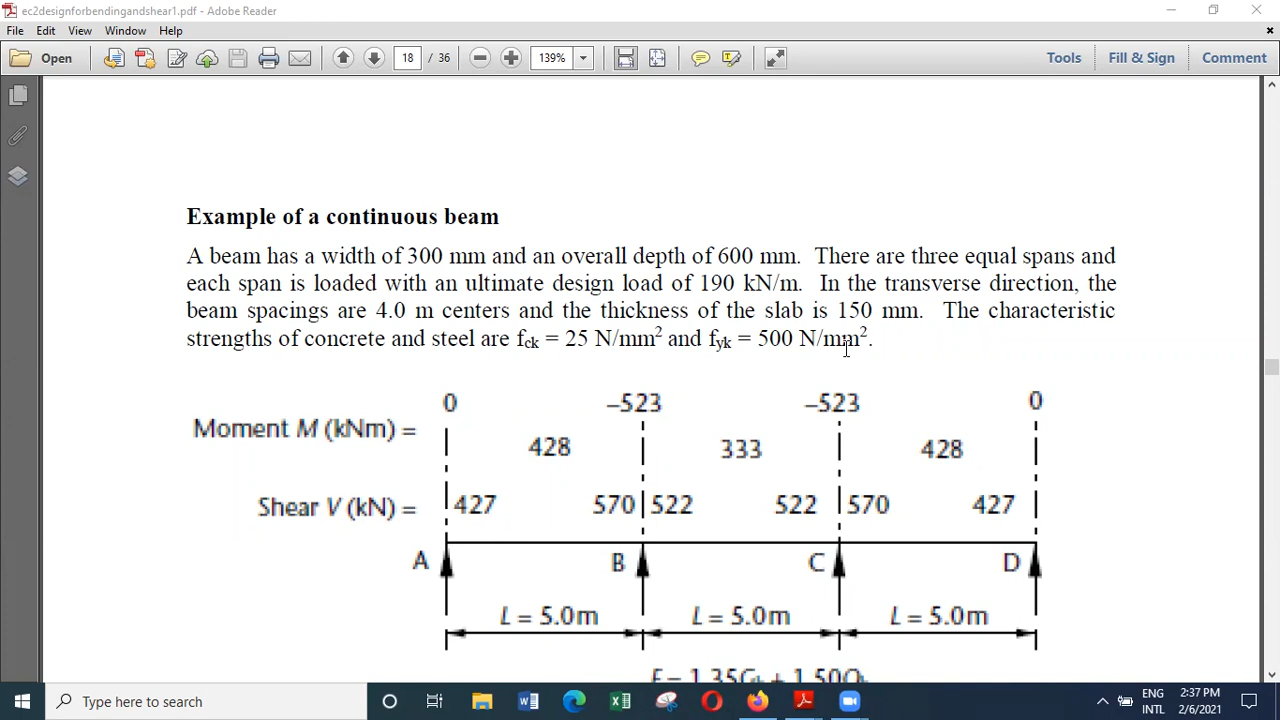 ec2designforbendingandshear1.pdf - Adobe Reader
File Edit View Window Help
Open 18 / 36 139% Tools Fill & Sign Comment
Example of a continuous beam
A beam has a width of 300 mm and an overall depth of 600 mm. There are three equal spans and
each span is loaded with an ultimate design load of 190 kN/m. In the transverse direction, the
beam spacings are 4.0 m centers and the thickness of the slab is 150 mm. The characteristic
strengths of concrete and steel are fck = 25 N/mm² and fyk = 500 N/mm².
0 –523 –523 0
Moment M (kNm) =
428 333 428
Shear V (kN) = 427 570 522 522 570 427
A B C D
L = 5.0m L = 5.0m L = 5.0m
F = 1.35Gk + 1.50Qk
Type here to search
ENG
INTL
2:37 PM
2/6/2021